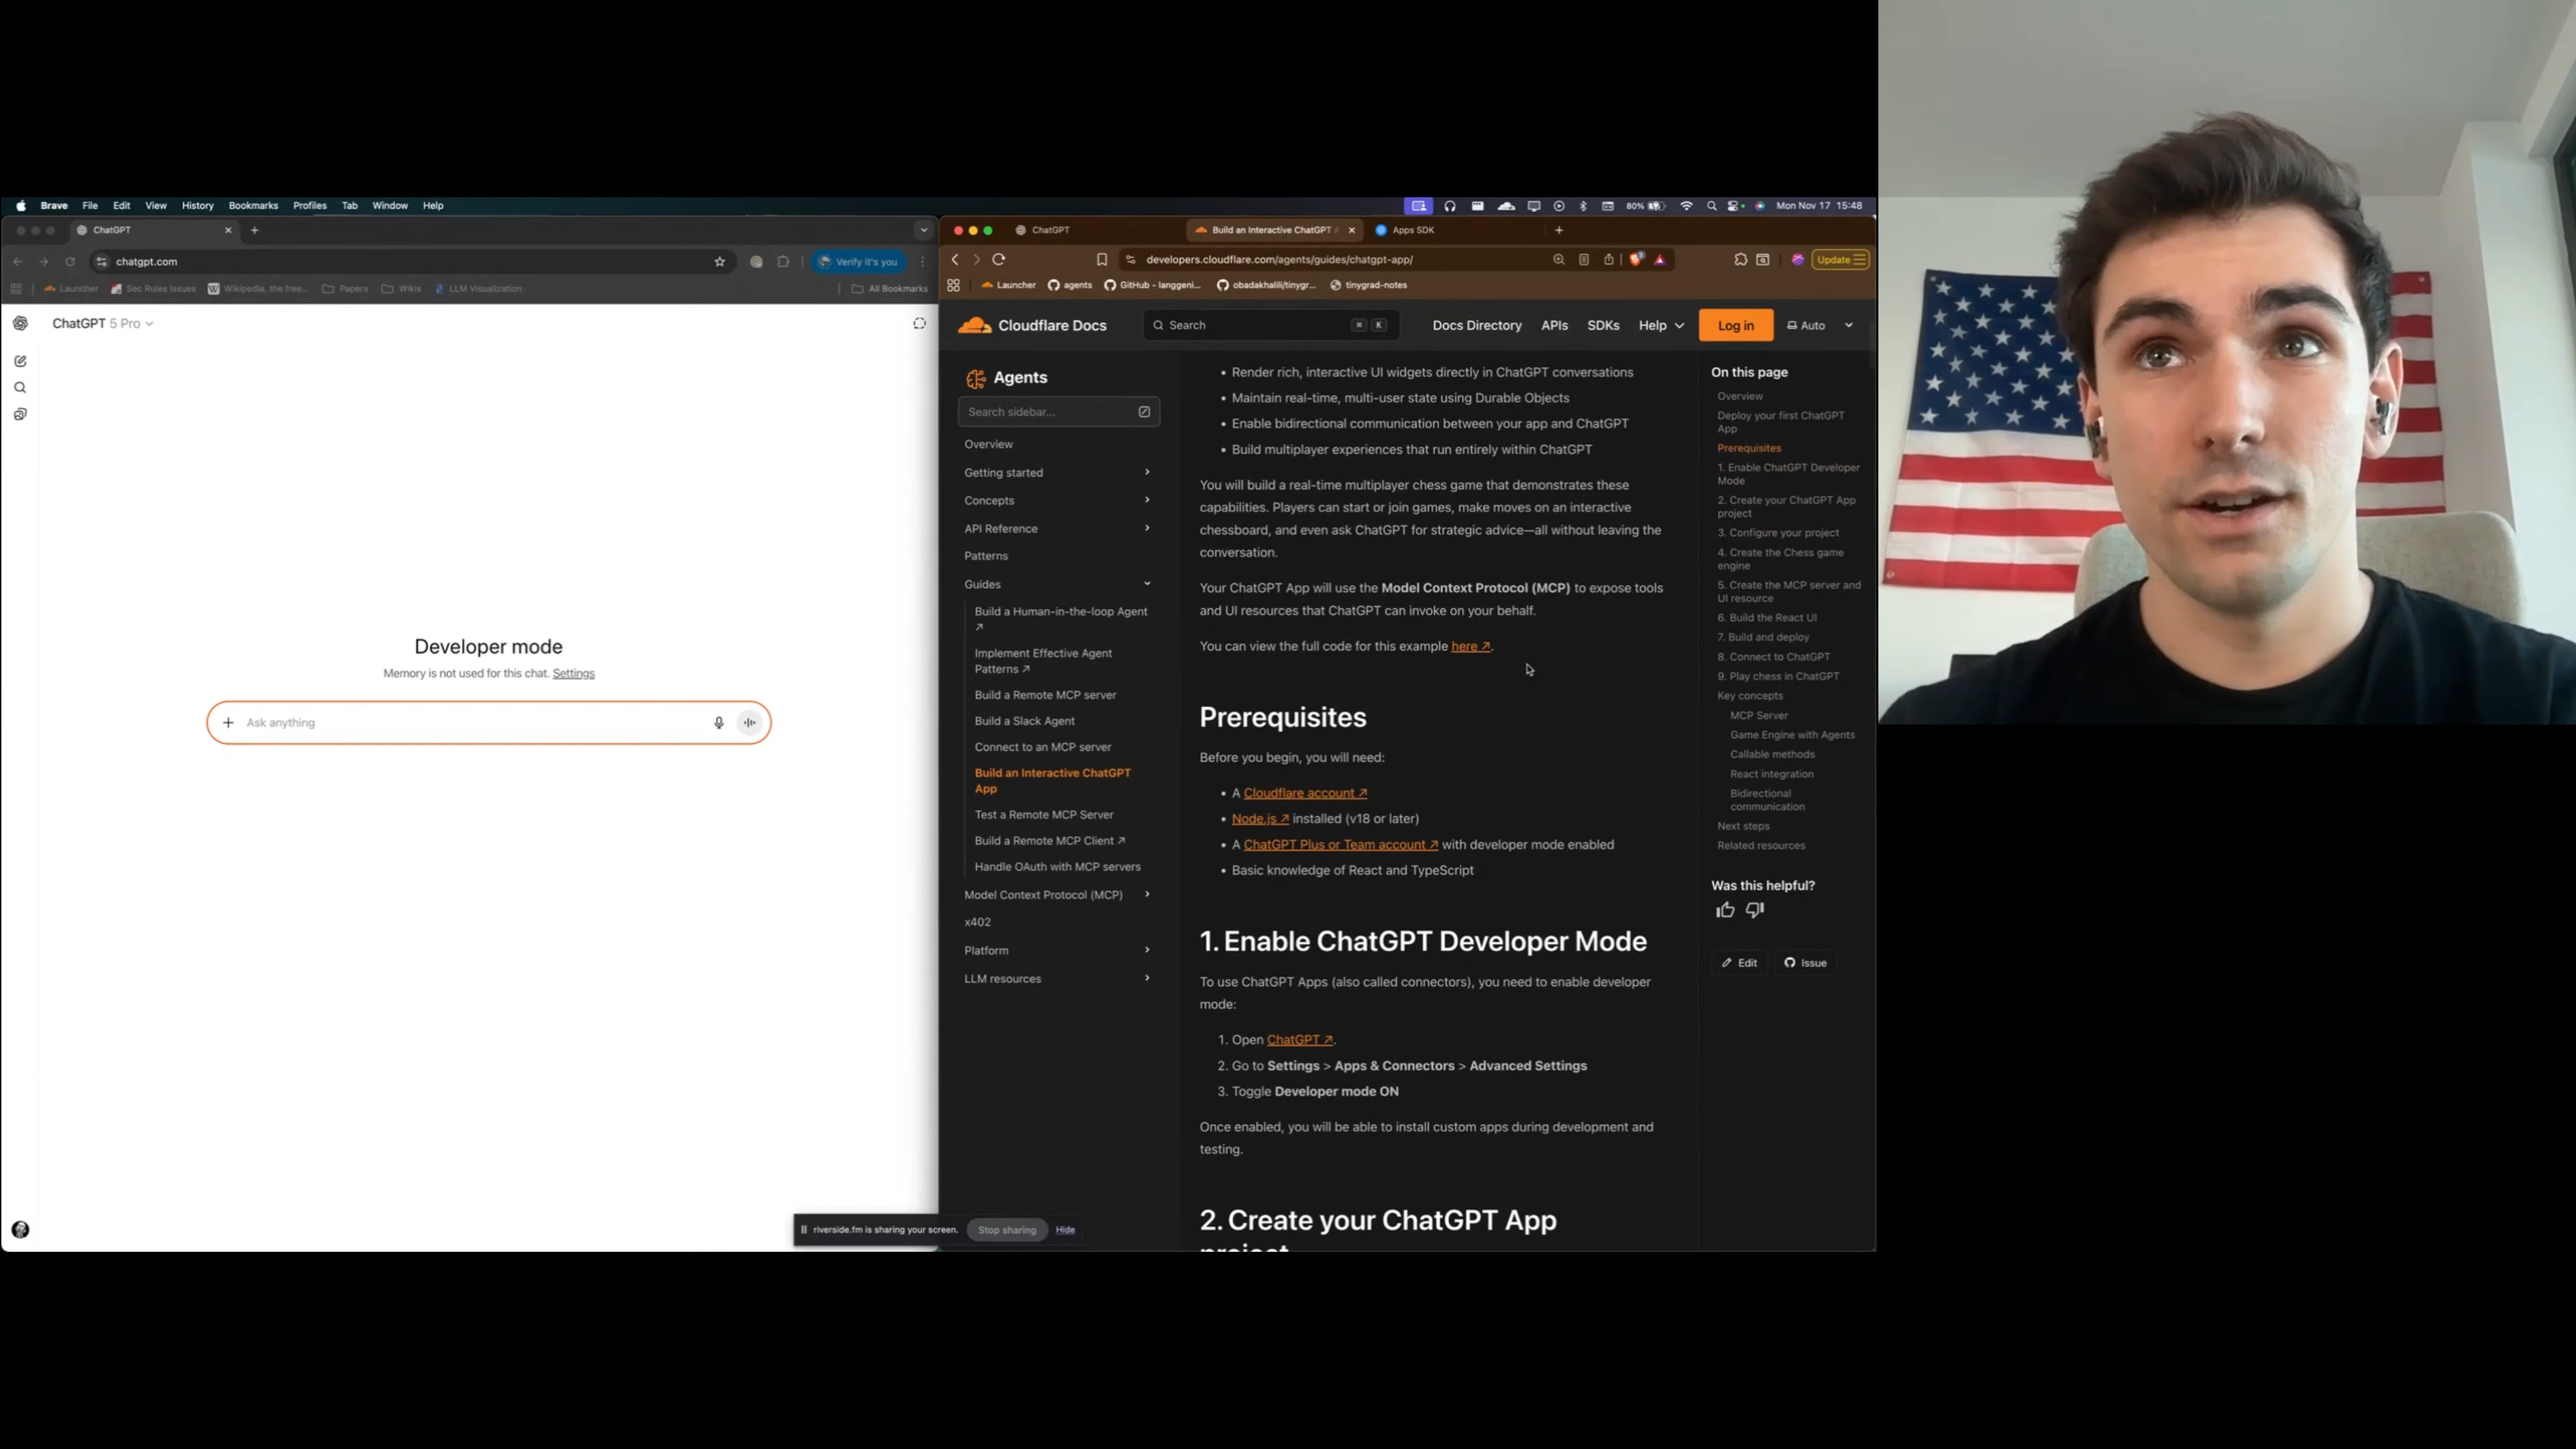 Brave File Edit View History Bookmarks Profiles Tab Window Help
80% Mon Nov 17 15:48
ChatGPT
chatgpt.com
Verify it's you
Launcher Sec Rules Issues Wikipedia, the free... Papers Wikis LLM Visualization All Bookmarks
ChatGPT 5 Pro
Developer mode
Memory is not used for this chat. Settings
Ask anything
riverside.fm is sharing your screen. Stop sharing Hide
ChatGPT Build an Interactive ChatGPT A Apps SDK
developers.cloudflare.com/agents/guides/chatgpt-app/
Update
Launcher agents GitHub - langgeni... obadakhalili/tinygr... tinygrad-notes
Cloudflare Docs
Search ⌘ K
Docs Directory APIs SDKs Help Log in Auto
Agents
Search sidebar...
Overview
Getting started
Concepts
API Reference
Patterns
Guides
Build a Human-in-the-loop Agent
↗
Implement Effective Agent
Patterns ↗
Build a Remote MCP server
Build a Slack Agent
Connect to an MCP server
Build an Interactive ChatGPT
App
Test a Remote MCP Server
Build a Remote MCP Client ↗
Handle OAuth with MCP servers
Model Context Protocol (MCP)
x402
Platform
LLM resources
• Render rich, interactive UI widgets directly in ChatGPT conversations
• Maintain real-time, multi-user state using Durable Objects
• Enable bidirectional communication between your app and ChatGPT
• Build multiplayer experiences that run entirely within ChatGPT
You will build a real-time multiplayer chess game that demonstrates these
capabilities. Players can start or join games, make moves on an interactive
chessboard, and even ask ChatGPT for strategic advice—all without leaving the
conversation.
Your ChatGPT App will use the Model Context Protocol (MCP) to expose tools
and UI resources that ChatGPT can invoke on your behalf.
You can view the full code for this example here ↗.
Prerequisites
Before you begin, you will need:
• A Cloudflare account ↗
• Node.js ↗ installed (v18 or later)
• A ChatGPT Plus or Team account ↗ with developer mode enabled
• Basic knowledge of React and TypeScript
1. Enable ChatGPT Developer Mode
To use ChatGPT Apps (also called connectors), you need to enable developer
mode:
1. Open ChatGPT ↗.
2. Go to Settings > Apps & Connectors > Advanced Settings
3. Toggle Developer mode ON
Once enabled, you will be able to install custom apps during development and
testing.
2. Create your ChatGPT App
project
On this page
Overview
Deploy your first ChatGPT
App
Prerequisites
1. Enable ChatGPT Developer
Mode
2. Create your ChatGPT App
project
3. Configure your project
4. Create the Chess game
engine
5. Create the MCP server and
UI resource
6. Build the React UI
7. Build and deploy
8. Connect to ChatGPT
9. Play chess in ChatGPT
Key concepts
MCP Server
Game Engine with Agents
Callable methods
React integration
Bidirectional
communication
Next steps
Related resources
Was this helpful?
Edit Issue